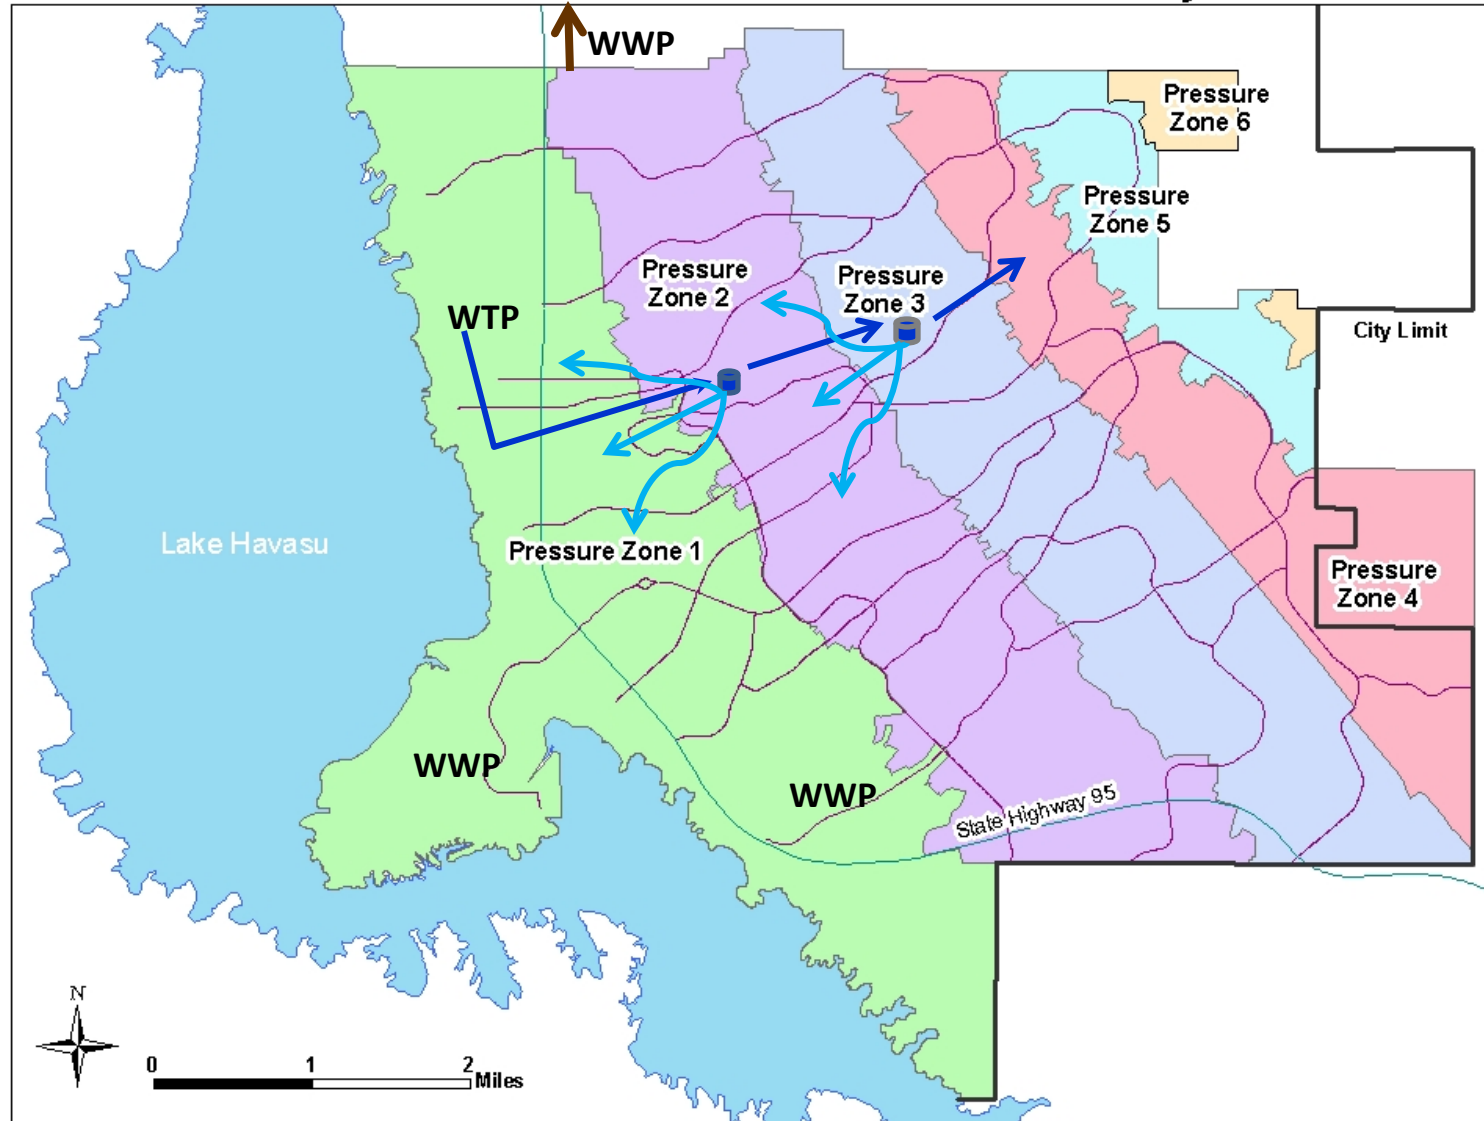 WWP
Pressure
Zone 6
Pressure
Zone 5
Pressure
Zone 2
Pressure
Zone 3
WTP
City Limit
Lake Havasu
Pressure Zone 1
Pressure
Zone 4
WWP
WWP
State Highway 95
N
0 1 2
Miles